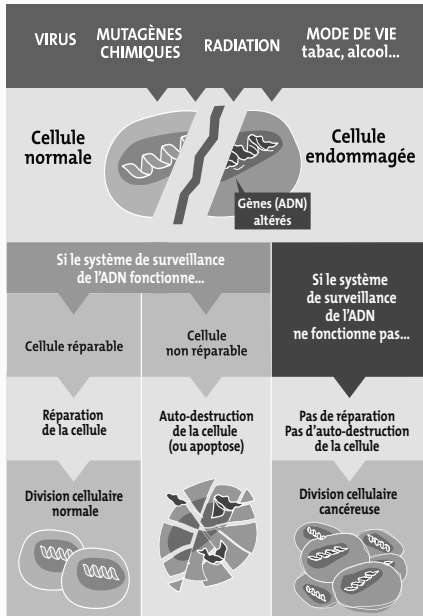 VIRUS
MUTAGÈNES
CHIMIQUES
RADIATION
MODE DE VIE
tabac, alcool...
Cellule
normale
Cellule
endommagée
Gènes (ADN)
altérés
Si le système de surveillance
de l'ADN fonctionne...
Si le système
de surveillance
de l'ADN
ne fonctionne pas...
Cellule réparable
Cellule
non réparable
Réparation
de la cellule
Auto-destruction
de la cellule
(ou apoptose)
Pas de réparation
Pas d'auto-destruction
de la cellule
Division cellulaire
normale
Division cellulaire
cancéreuse